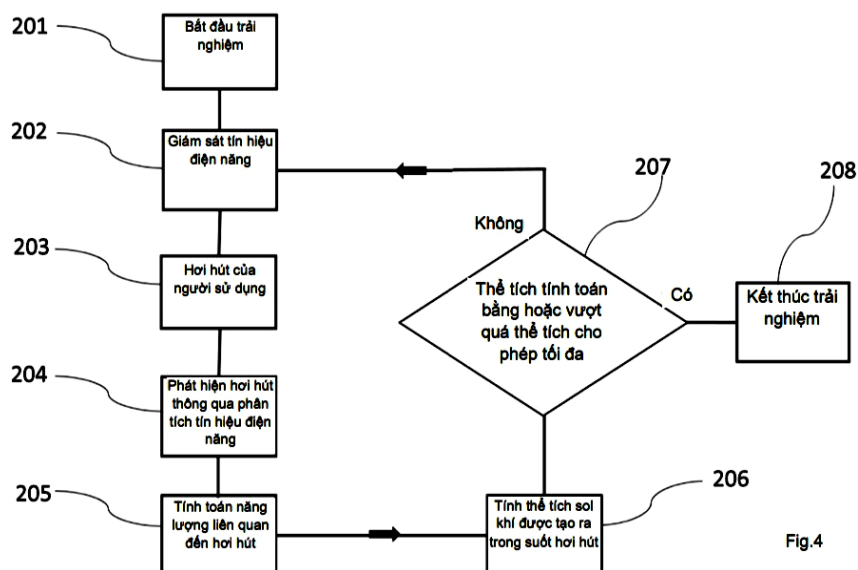 201
Bắt đầu trải
nghiệm
202
Giám sát tín hiệu
điện năng
203
Hơi hút của
người sử dụng
204
Phát hiện hơi hút
thông qua phân
tích tín hiệu điện
năng
205
Tính toán năng
lượng liên quan
đến hơi hút
206
Tính thể tích sol
khí được tạo ra
trong suốt hơi hút
207
Không
Thể tích tính toán
bằng hoặc vượt
quá thể tích cho
phép tối đa
Có
208
Kết thúc trải
nghiệm
Fig.4